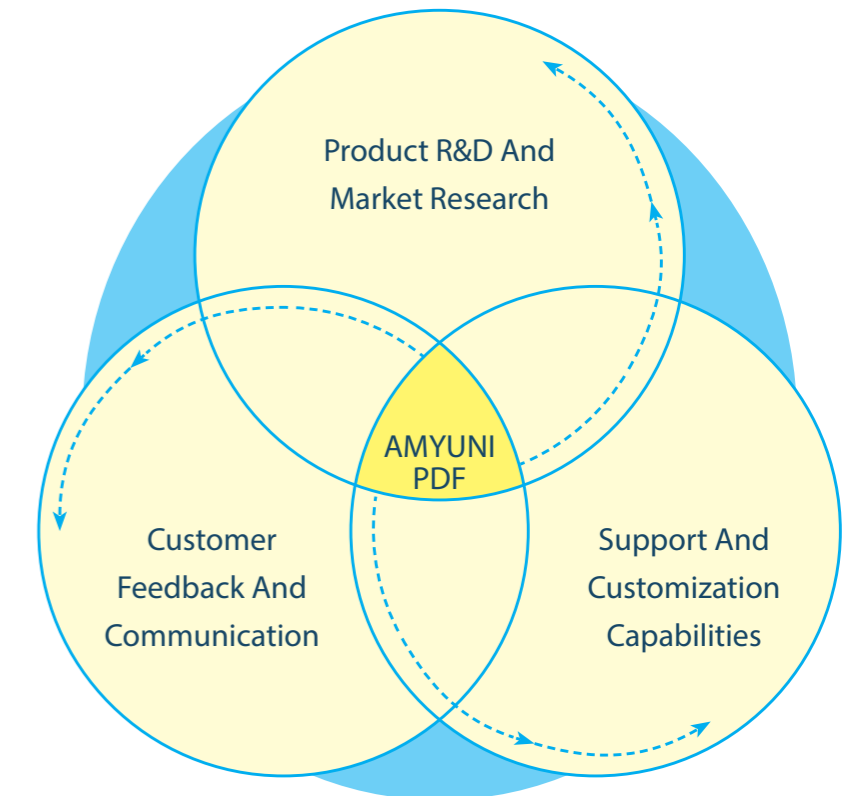 Product R&D And
Market Research
AMYUNI
PDF
Customer
Feedback And
Communication
Support And
Customization
Capabilities